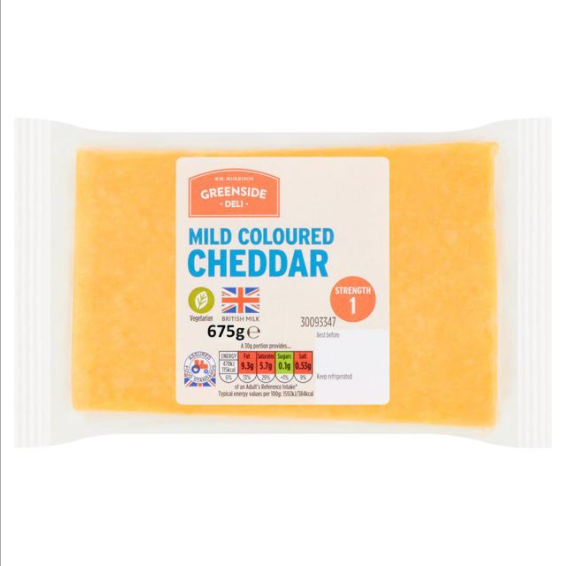 GREENSIDE
• DELI •
MILD COLOURED
CHEDDAR
STRENGTH
1
Vegetarian
BRITISH MILK
675g e
30093347
Best before
A 30g portion provides...
ENERGY Fat Saturates Sugars Salt
9.3g 5.7g 0.1g 0.55g
Keep refrigerated
of an Adult's Reference Intake*
Typical energy values per 100g: